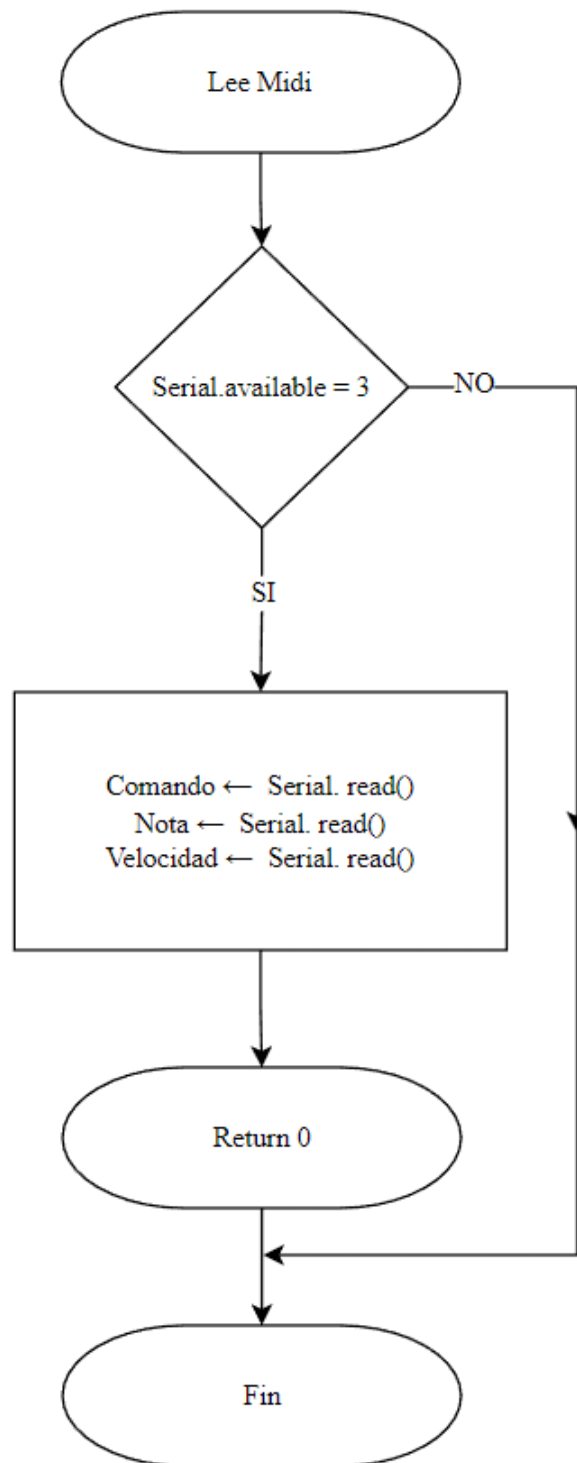 Lee Midi
Serial.available = 3
NO
SI
Comando ← Serial. read()
Nota ← Serial. read()
Velocidad ← Serial. read()
Return 0
Fin